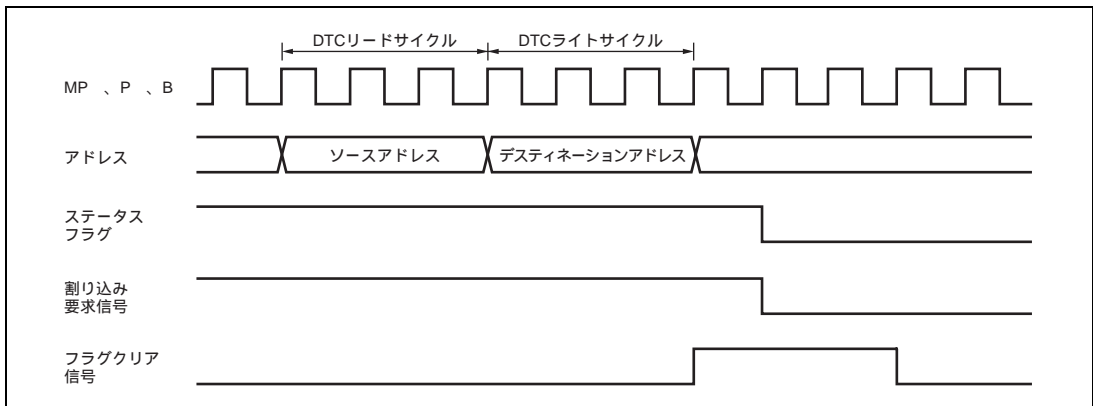 DTCリードサイクル DTCライトサイクル
MP 、P 、B
アドレス ソースアドレス デスティネーションアドレス
ステータス
フラグ
割り込み
要求信号
フラグクリア
信号